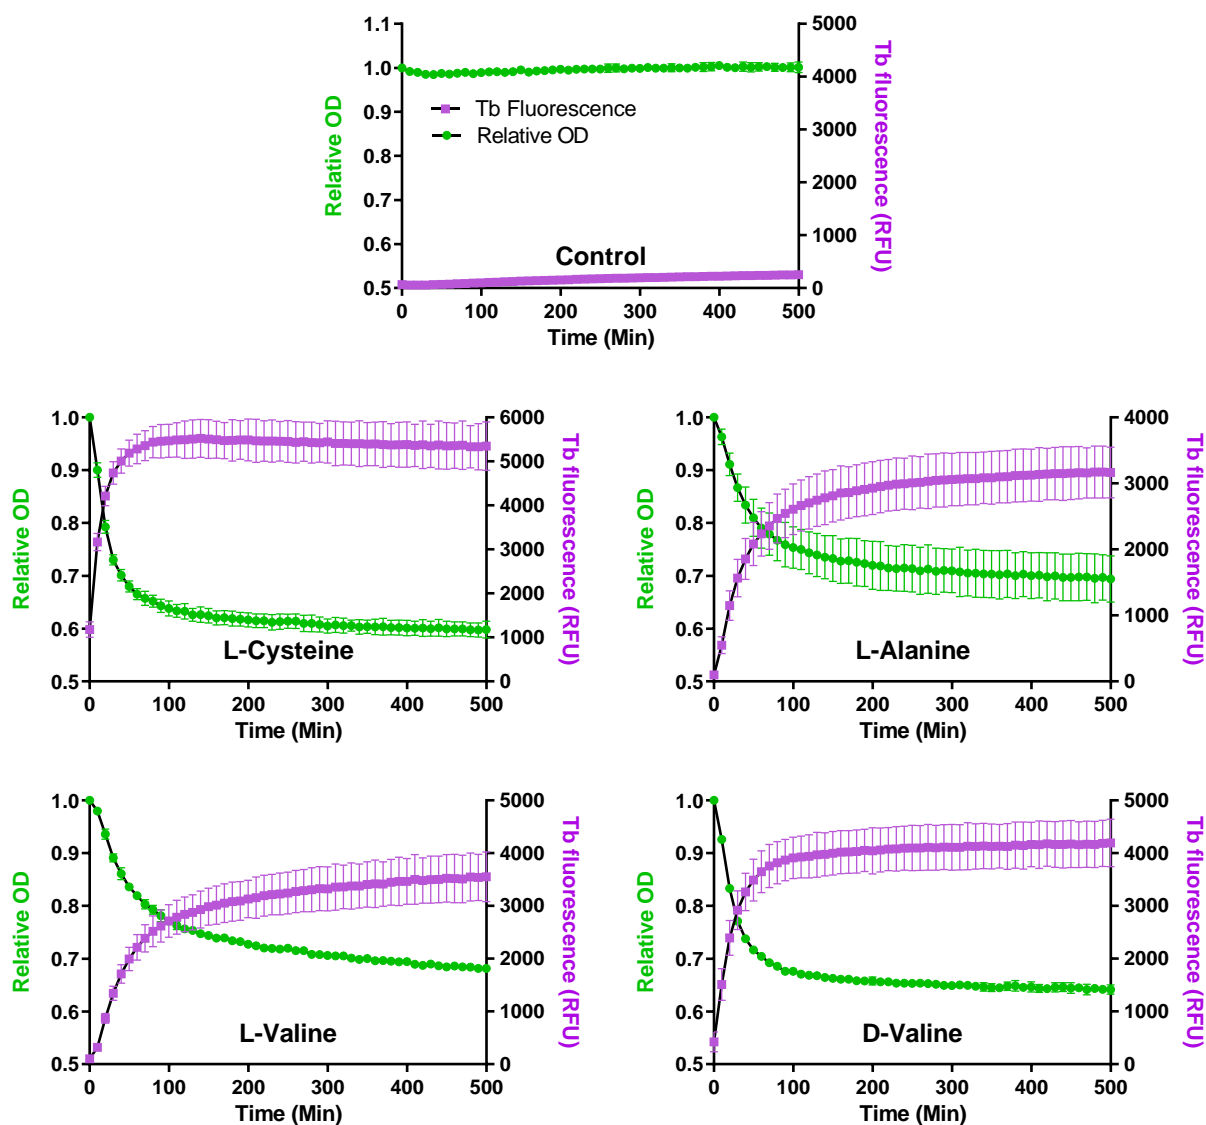 1.1
1.0
0.9
0.8
0.7
0.6
0.5
Relative OD
5000
4000
3000
2000
1000
0
Tb fluorescence (RFU)
Tb Fluorescence
Relative OD
Control
0 100 200 300 400 500
Time (Min)
1.0
0.9
0.8
0.7
0.6
0.5
Relative OD
6000
5000
4000
3000
2000
1000
0
Tb fluorescence (RFU)
L-Cysteine
0 100 200 300 400 500
Time (Min)
1.0
0.9
0.8
0.7
0.6
0.5
Relative OD
4000
3000
2000
1000
0
Tb fluorescence (RFU)
L-Alanine
0 100 200 300 400 500
Time (Min)
1.0
0.9
0.8
0.7
0.6
0.5
Relative OD
5000
4000
3000
2000
1000
0
Tb fluorescence (RFU)
L-Valine
0 100 200 300 400 500
Time (Min)
1.0
0.9
0.8
0.7
0.6
0.5
Relative OD
5000
4000
3000
2000
1000
0
Tb fluorescence (RFU)
D-Valine
0 100 200 300 400 500
Time (Min)